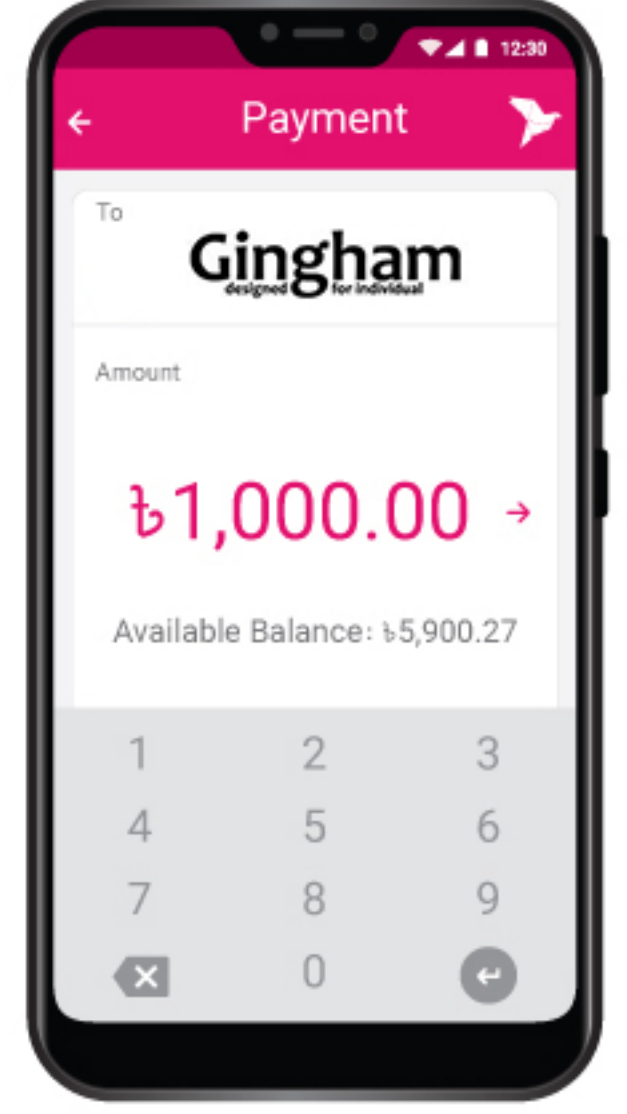 12:30
Payment
To
Gingham
designed for individual
Amount
৳1,000.00
Available Balance: ৳5,900.27
1 2 3
4 5 6
7 8 9
0